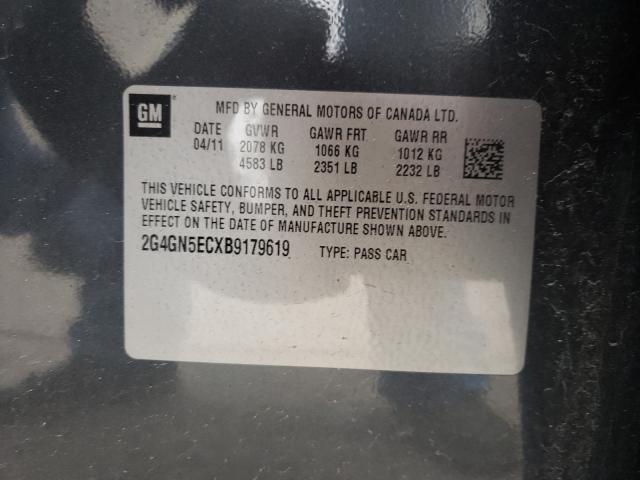 GM
MFD BY GENERAL MOTORS OF CANADA LTD.
DATE GVWR GAWR FRT GAWR RR
04/11 2078 KG 1066 KG 1012 KG
4583 LB 2351 LB 2232 LB
THIS VEHICLE CONFORMS TO ALL APPLICABLE U.S. FEDERAL MOTOR
VEHICLE SAFETY, BUMPER, AND THEFT PREVENTION STANDARDS IN
EFFECT ON THE DATE OF MANUFACTURE SHOWN ABOVE.
2G4GN5ECXB9179619 TYPE: PASS CAR